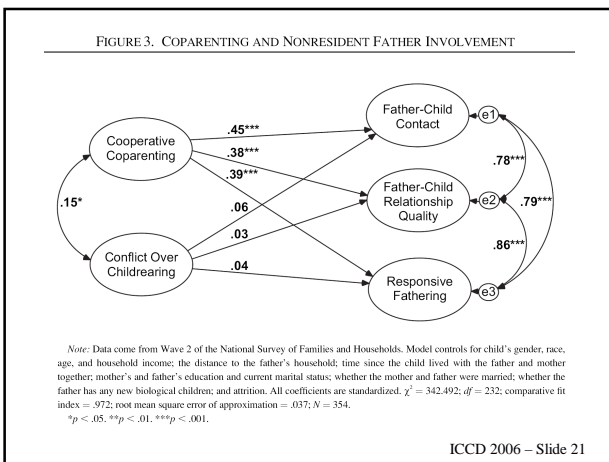 FIGURE 3. COPARENTING AND NONRESIDENT FATHER INVOLVEMENT
Father-Child
Contact
e1
Cooperative
Coparenting
.45***
.38***
.39***
.78***
Father-Child
Relationship
Quality
e2
.79***
.15*
.06
.03
.04
.86***
Conflict Over
Childrearing
Responsive
Fathering
e3
Note: Data come from Wave 2 of the National Survey of Families and Households. Model controls for child's gender, race,
age, and household income; the distance to the father's household; time since the child lived with the father and mother
together; mother's and father's education and current marital status; whether the mother and father were married; whether the
father has any new biological children; and attrition. All coefficients are standardized. χ² = 342.492; df = 232; comparative fit
index = .972; root mean square error of approximation = .037; N = 354.
*p < .05. **p < .01. ***p < .001.
ICCD 2006 – Slide 21